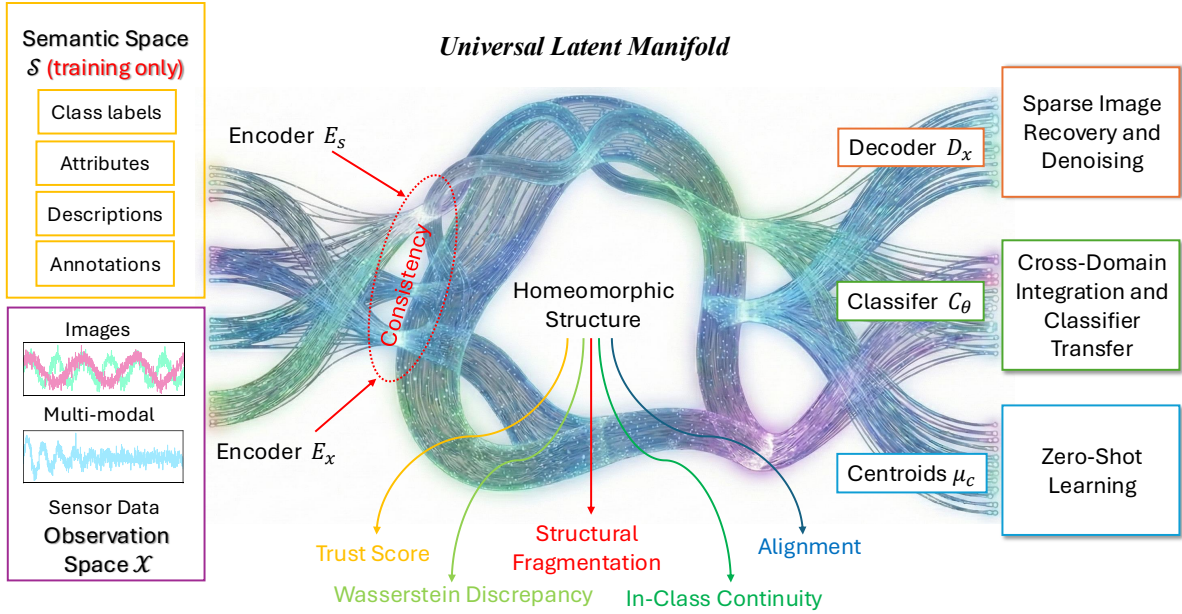 Universal Latent Manifold
Semantic Space
𝒮 (training only)
Class labels
Attributes
Descriptions
Annotations
Images
Multi-modal
Sensor Data
Observation
Space 𝒳
Encoder E_s
Consistency
Encoder E_x
Homeomorphic
Structure
Trust Score
Wasserstein Discrepancy
Structural
Fragmentation
In-Class Continuity
Alignment
Decoder D_x
Sparse Image
Recovery and
Denoising
Classifer C_θ
Cross-Domain
Integration and
Classifier
Transfer
Centroids μ_c
Zero-Shot
Learning